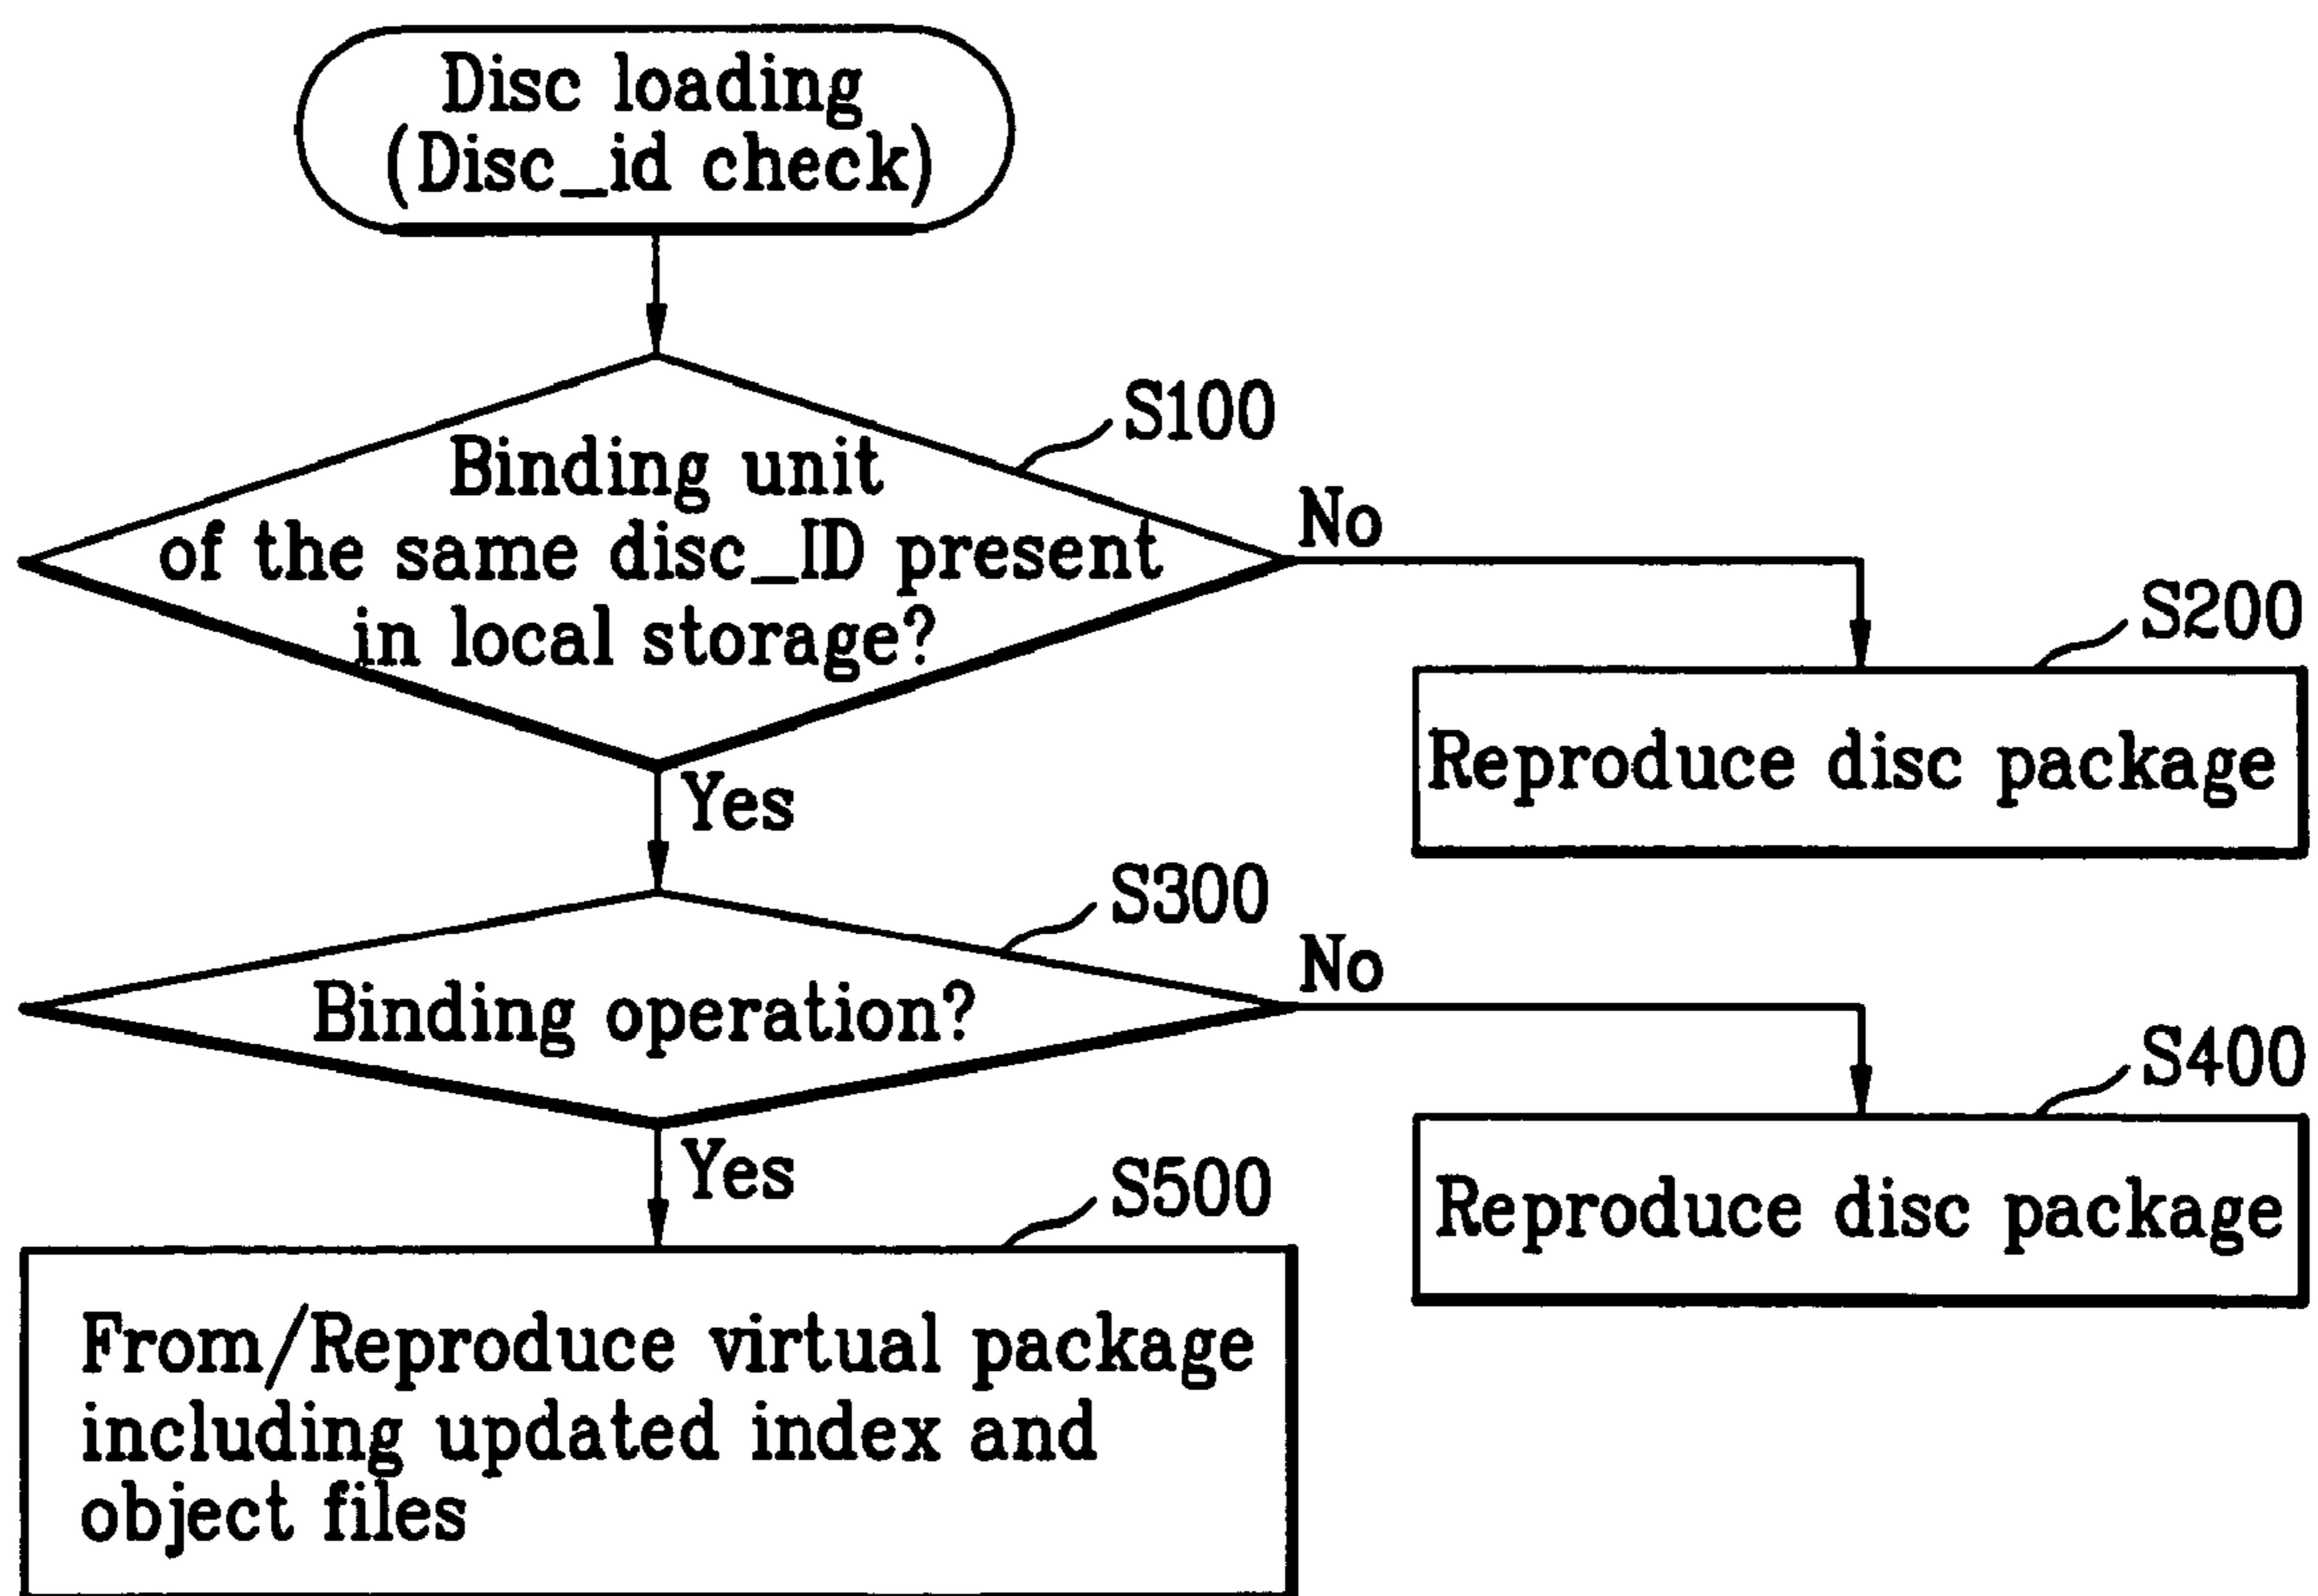 Disc loading
(Disc_id check)
S100
Binding unit
of the same disc_ID present
in local storage?
No
S200
Reproduce disc package
Yes
S300
Binding operation?
No
S400
Reproduce disc package
Yes
S500
From/Reproduce virtual package
including updated index and
object files